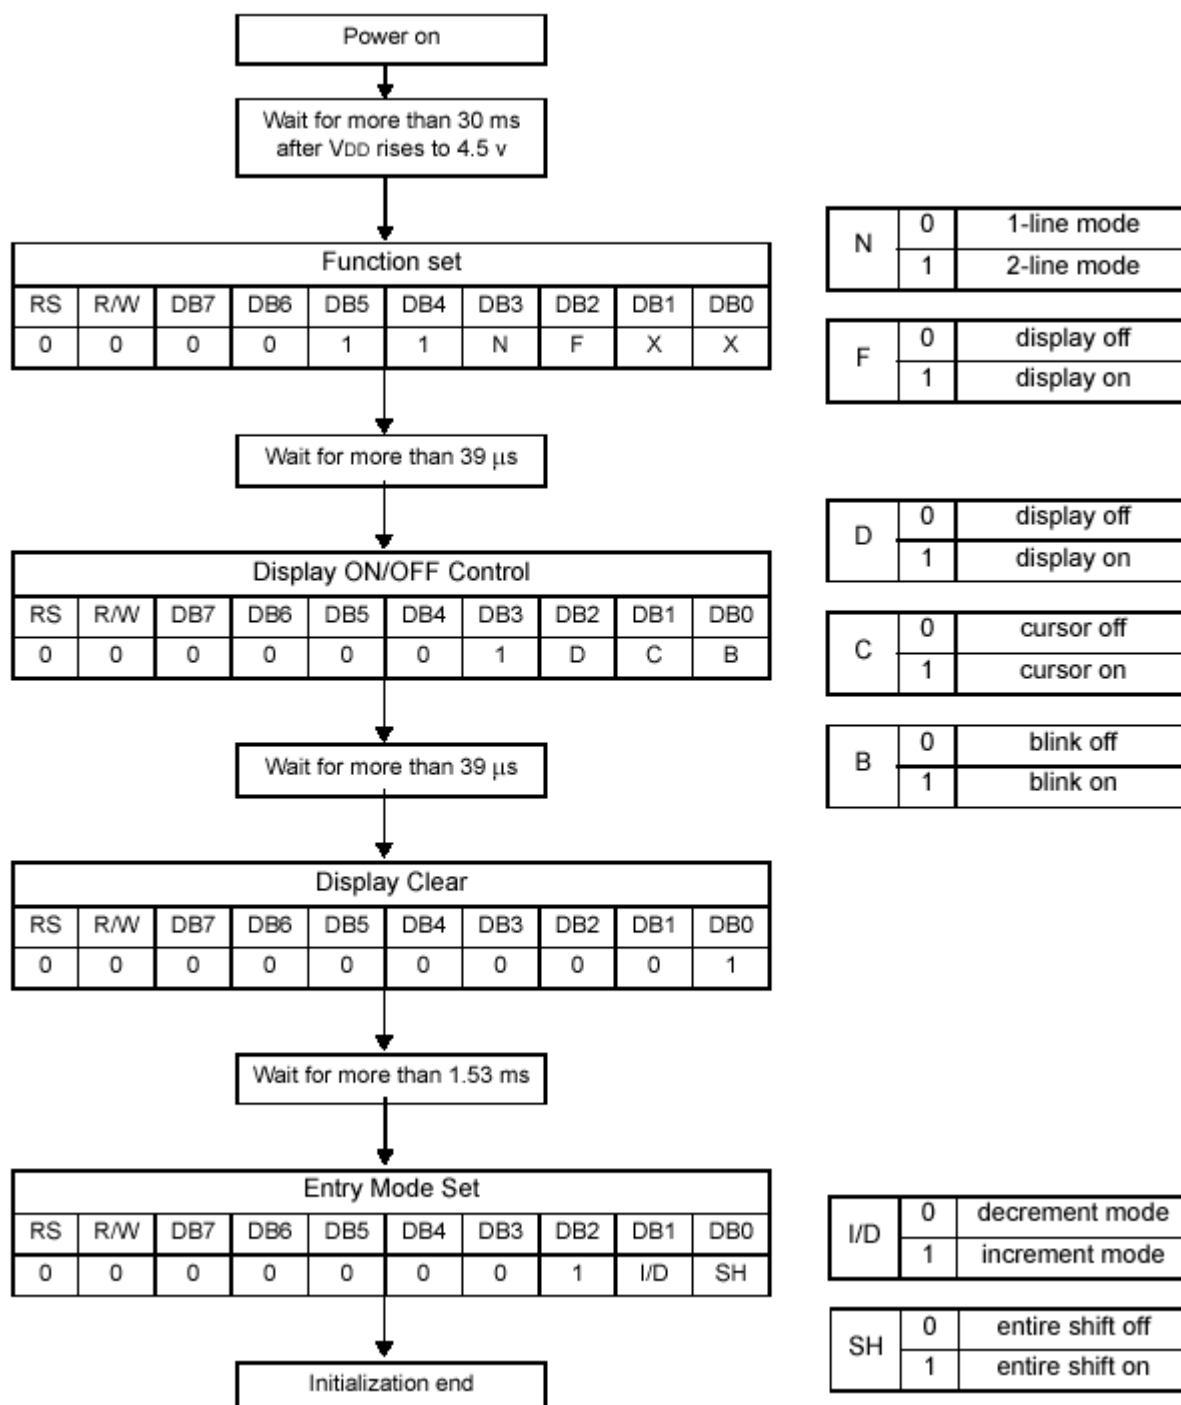 Power on
Wait for more than 30 ms
after VDD rises to 4.5 v
Function set
RS R/W DB7 DB6 DB5 DB4 DB3 DB2 DB1 DB0
0 0 0 0 1 1 N F X X
N 0 1-line mode
1 2-line mode
F 0 display off
1 display on
Wait for more than 39 μs
Display ON/OFF Control
RS R/W DB7 DB6 DB5 DB4 DB3 DB2 DB1 DB0
0 0 0 0 0 0 1 D C B
D 0 display off
1 display on
C 0 cursor off
1 cursor on
B 0 blink off
1 blink on
Wait for more than 39 μs
Display Clear
RS R/W DB7 DB6 DB5 DB4 DB3 DB2 DB1 DB0
0 0 0 0 0 0 0 0 0 1
Wait for more than 1.53 ms
Entry Mode Set
RS R/W DB7 DB6 DB5 DB4 DB3 DB2 DB1 DB0
0 0 0 0 0 0 0 1 I/D SH
I/D 0 decrement mode
1 increment mode
SH 0 entire shift off
1 entire shift on
Initialization end